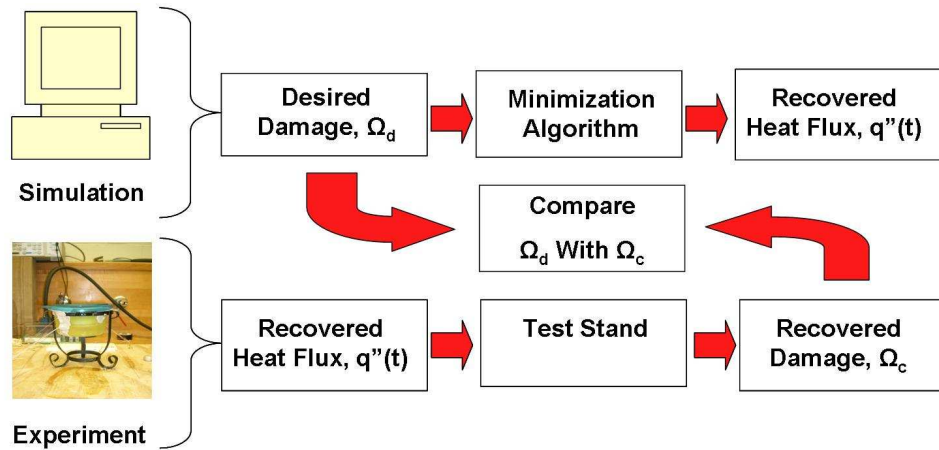 Desired
Damage, Ωd
Minimization
Algorithm
Recovered
Heat Flux, q”(t)
Simulation
Compare
Ωd With Ωc
Recovered
Heat Flux, q”(t)
Test Stand
Recovered
Damage, Ωc
Experiment